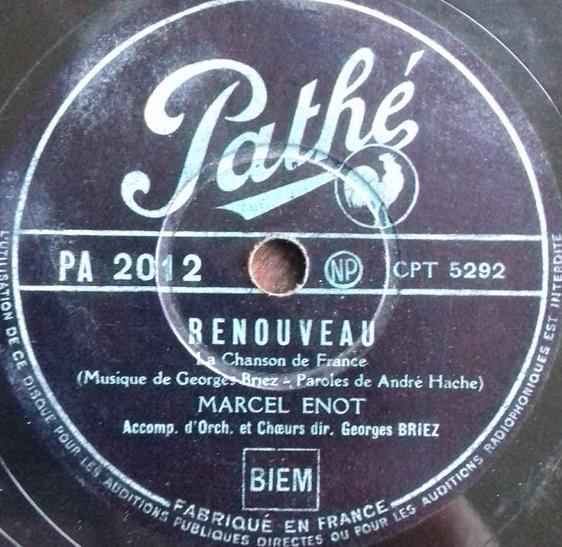 Pathé
PA 2012 NP CPT 5292
RENOUVEAU
La Chanson de France
(Musique de Georges Briez - Paroles de André Hache)
MARCEL ENOT
Accomp. d'Orch. et Chœurs dir. Georges BRIEZ
BIEM
FABRIQUÉ EN FRANCE
L'UTILISATION DE CE DISQUE POUR LES AUDITIONS PUBLIQUES DIRECTES OU POUR LES AUDITIONS RADIOPHONIQUES EST INTERDITE